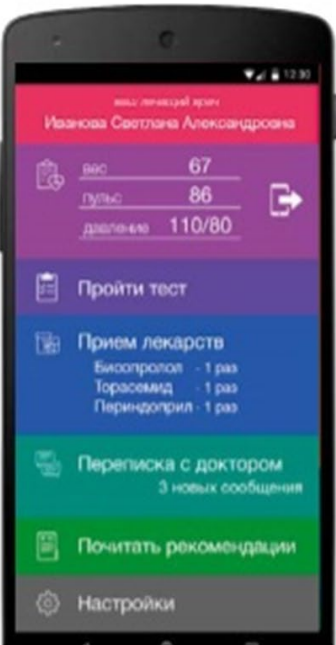 12:30
ваш лечащий врач
Иванова Светлана Александровна
вес 67
пульс 86
давление 110/80
Пройти тест
Прием лекарств
Бисопролол - 1 раз
Торасемид - 1 раз
Периндоприл - 1 раз
Переписка с доктором
3 новых сообщения
Почитать рекомендации
Настройки